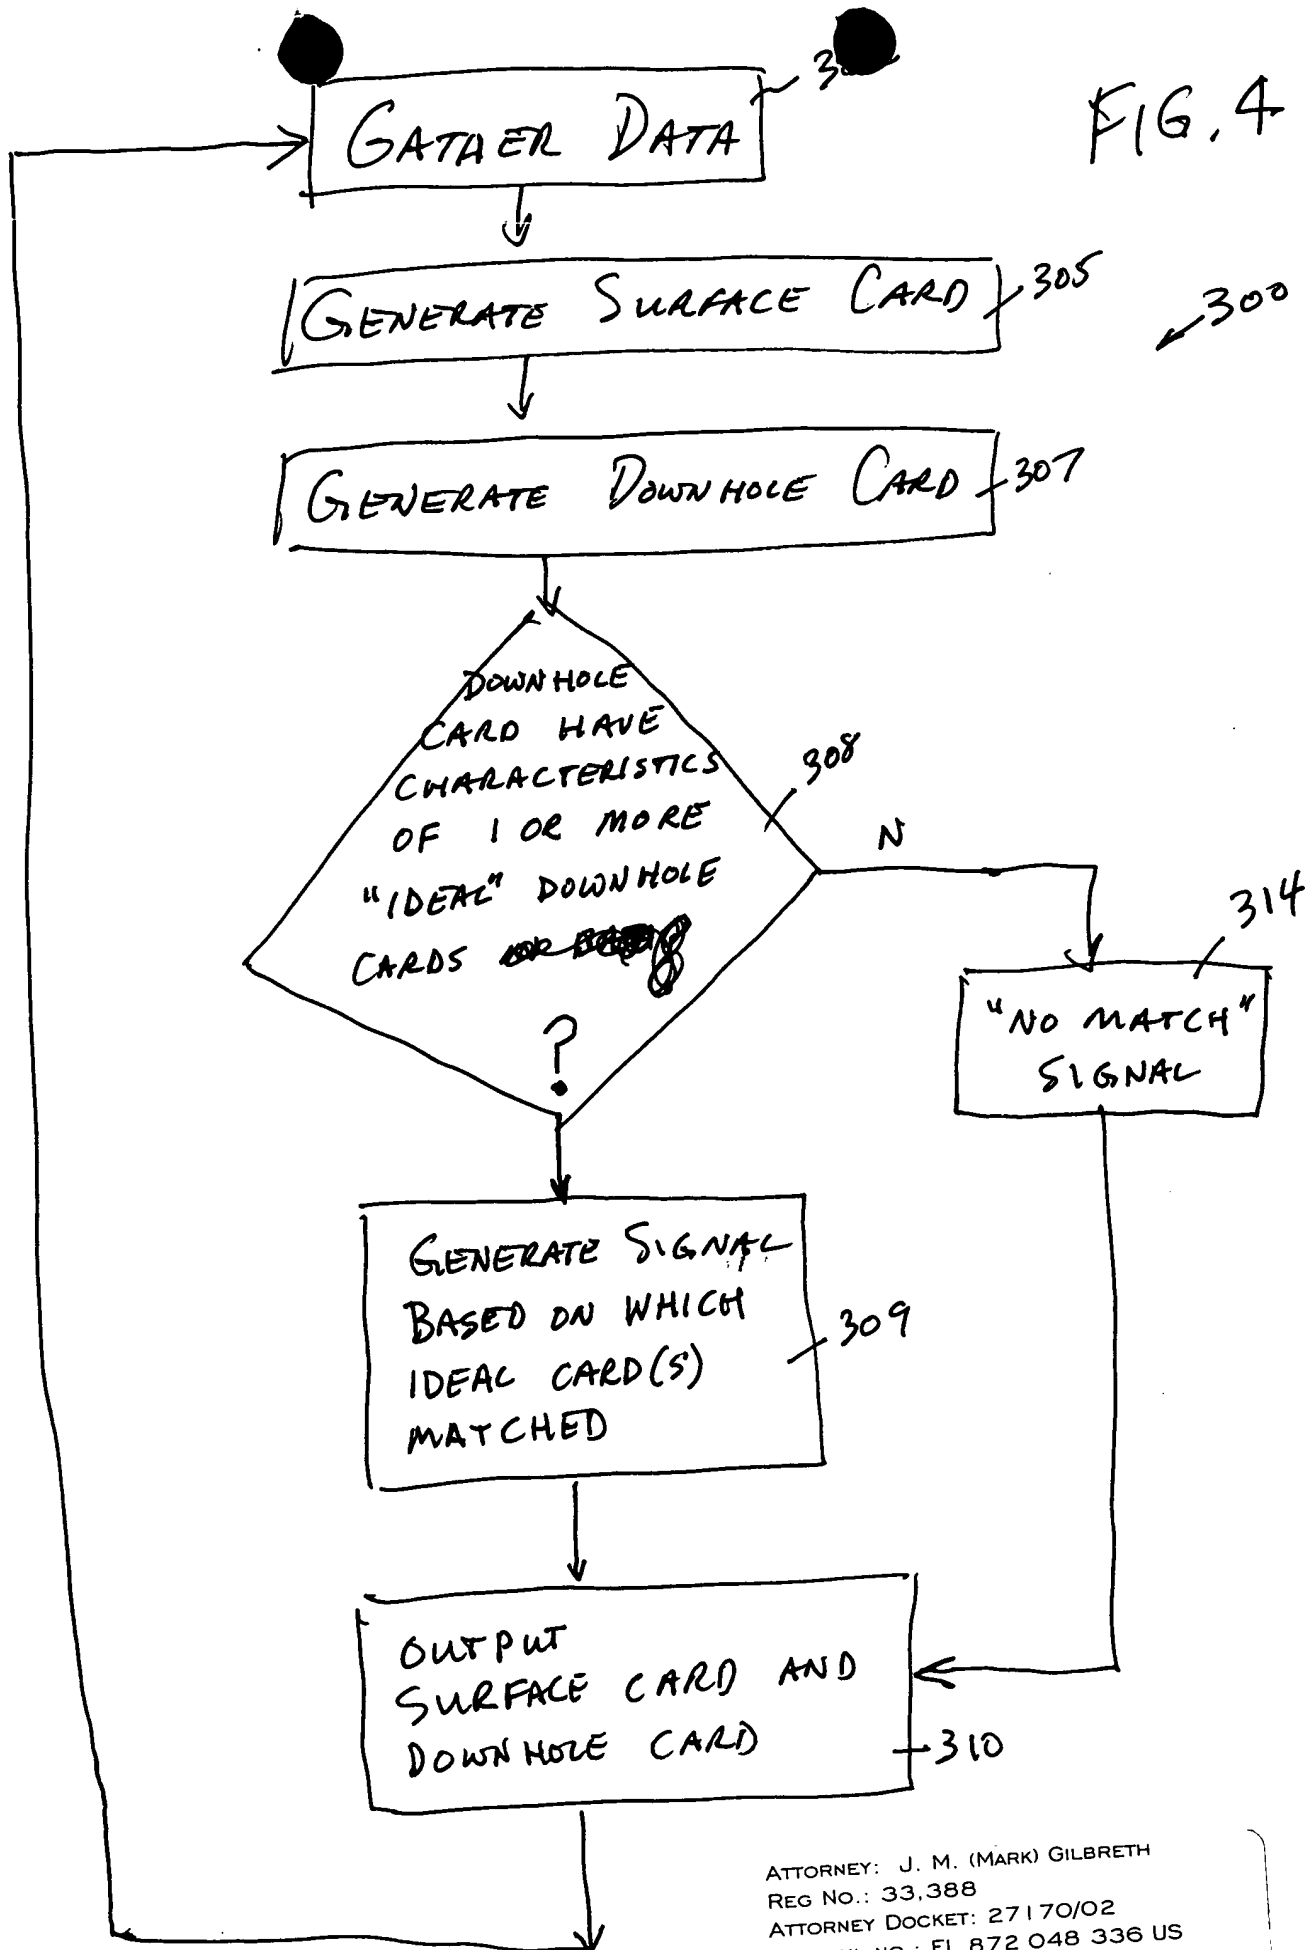 FIG. 4
GATHER DATA
GENERATE SURFACE CARD
305
300
GENERATE DOWNHOLE CARD
307
DOWNHOLE
CARD HAVE
CHARACTERISTICS
OF 1 OR MORE
"IDEAL" DOWNHOLE
CARDS
?
308
N
314
"NO MATCH"
SIGNAL
GENERATE SIGNAL
BASED ON WHICH
IDEAL CARD(S)
MATCHED
309
OUTPUT
SURFACE CARD AND
DOWNHOLE CARD
310
ATTORNEY: J. M. (MARK) GILBRETH
REG NO.: 33,388
ATTORNEY DOCKET: 27170/02
NO.: EL 872 048 336 US